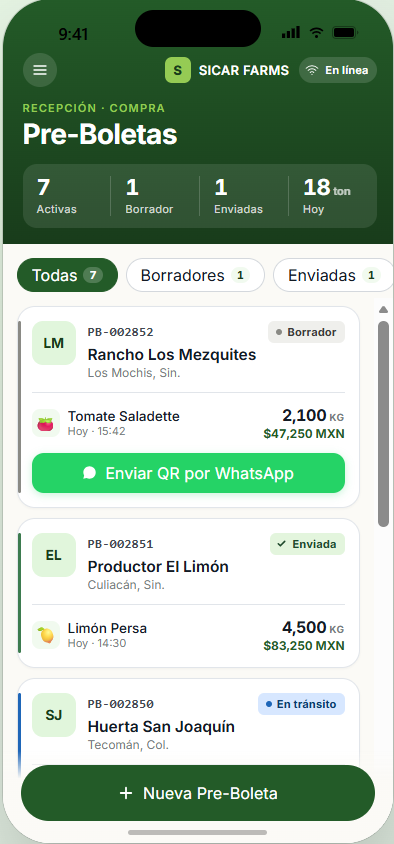 9:41
S SICAR FARMS En línea
RECEPCIÓN · COMPRA
Pre-Boletas
7 1 1 18 ton
Activas Borrador Enviadas Hoy
Todas 7 Borradores 1 Enviadas 1
LM PB-002852 Borrador
Rancho Los Mezquites
Los Mochis, Sin.
Tomate Saladette 2,100 KG
Hoy · 15:42 $47,250 MXN
Enviar QR por WhatsApp
EL PB-002851 Enviada
Productor El Limón
Culiacán, Sin.
Limón Persa 4,500 KG
Hoy · 14:30 $83,250 MXN
SJ PB-002850 En tránsito
Huerta San Joaquín
Tecomán, Col.
+ Nueva Pre-Boleta